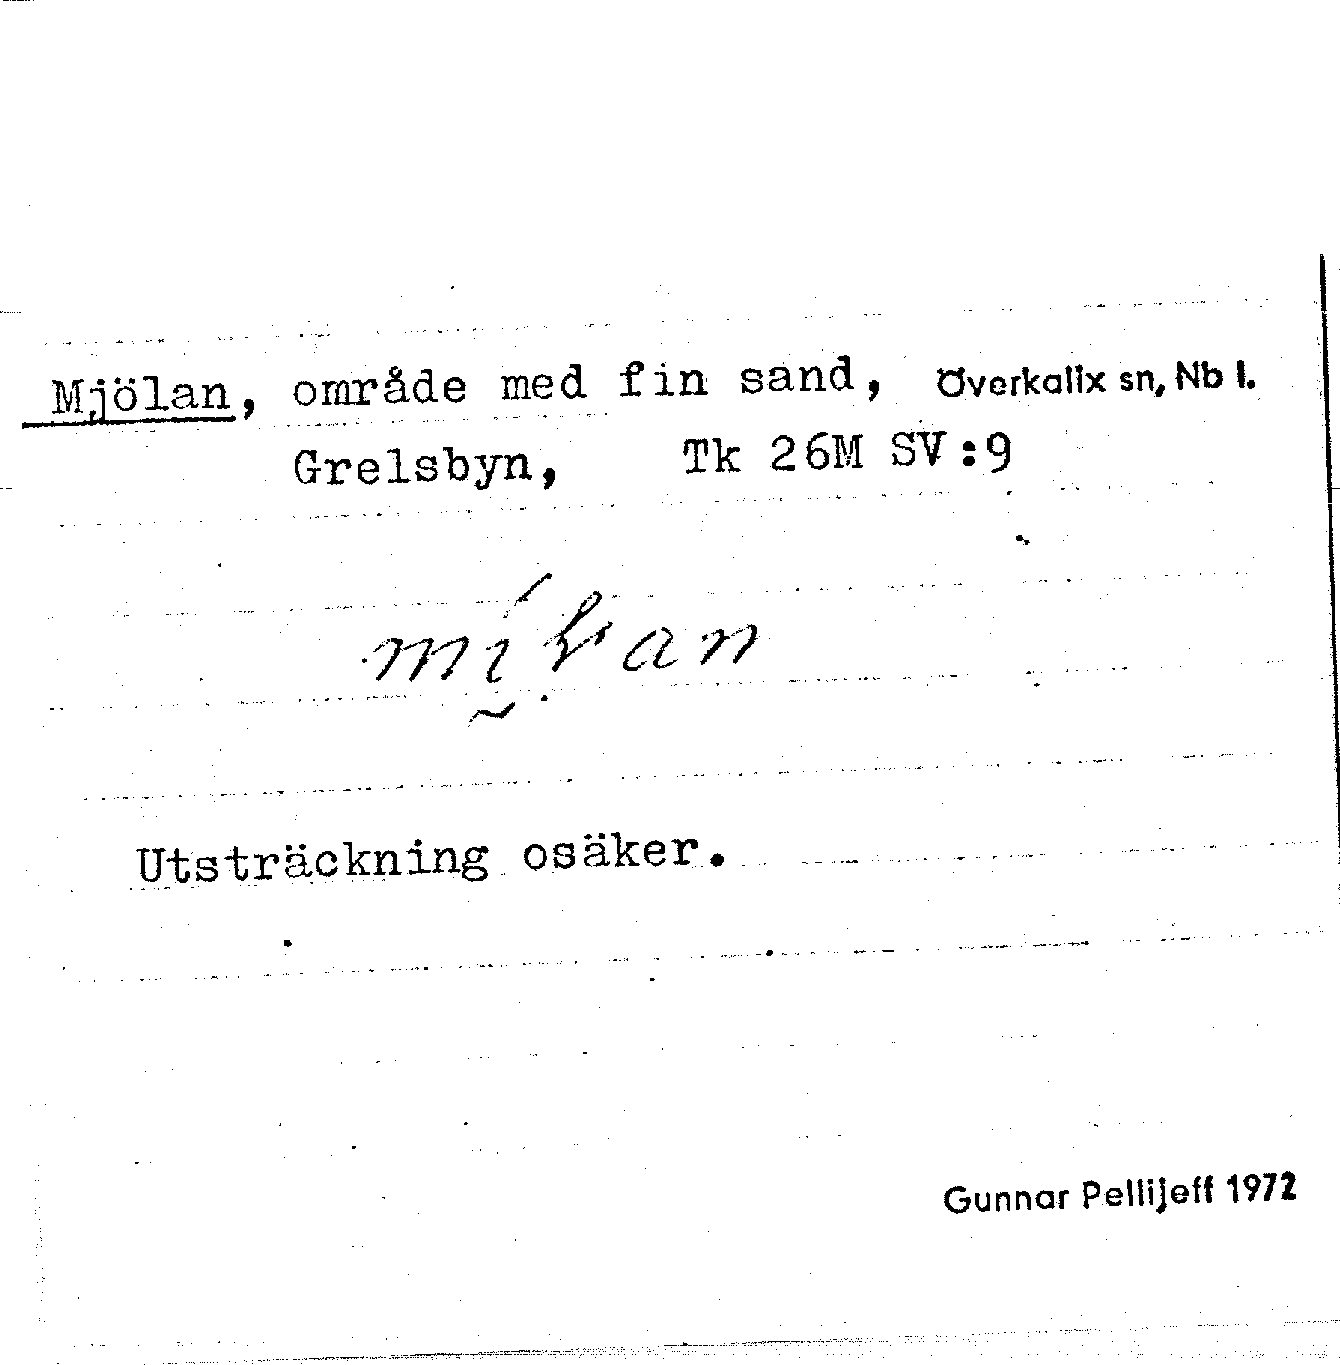 Mjölan, område med fin sand, Överkalix sn, Nb l.
Grelsbyn, Tk 26M SV:9
Utsträckning osäker.
Gunnar Pellijeff 1972